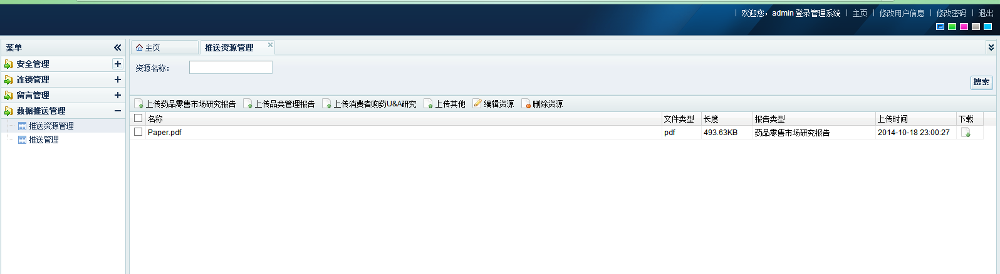 欢迎您，admin 登录管理系统 | 主页 | 修改用户信息 | 修改密码 | 退出
菜单
安全管理
连锁管理
留言管理
数据推送管理
推送资源管理
推送管理
主页 推送资源管理
资源名称：
搜索
上传药品零售市场研究报告 上传品类管理报告 上传消费者购药U&A研究 上传其他 编辑资源 删除资源
名称 文件类型 长度 报告类型 上传时间 下载
Paper.pdf pdf 493.63KB 药品零售市场研究报告 2014-10-18 23:00:27